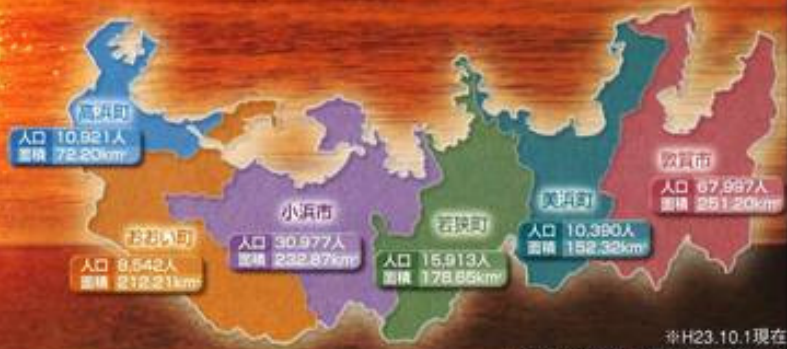 高浜町
人口 10,921人
面積 72.20km²
おおい町
人口 8,542人
面積 212.21km²
小浜市
人口 30,977人
面積 232.87km²
若狭町
人口 15,913人
面積 178.65km²
美浜町
人口 10,390人
面積 152.32km²
敦賀市
人口 67,997人
面積 251.20km²
※H23.10.1現在